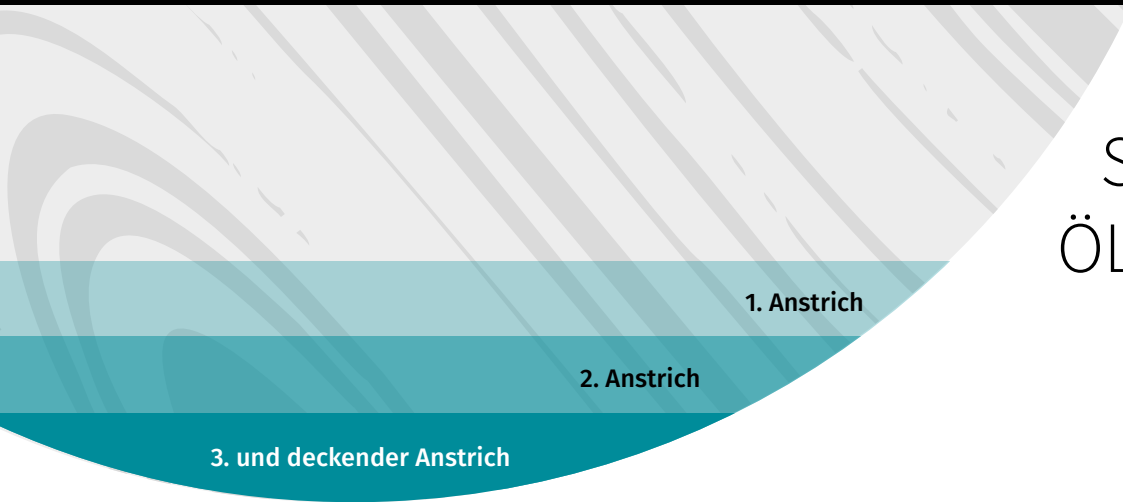 S
ÖL
1. Anstrich
2. Anstrich
3. und deckender Anstrich